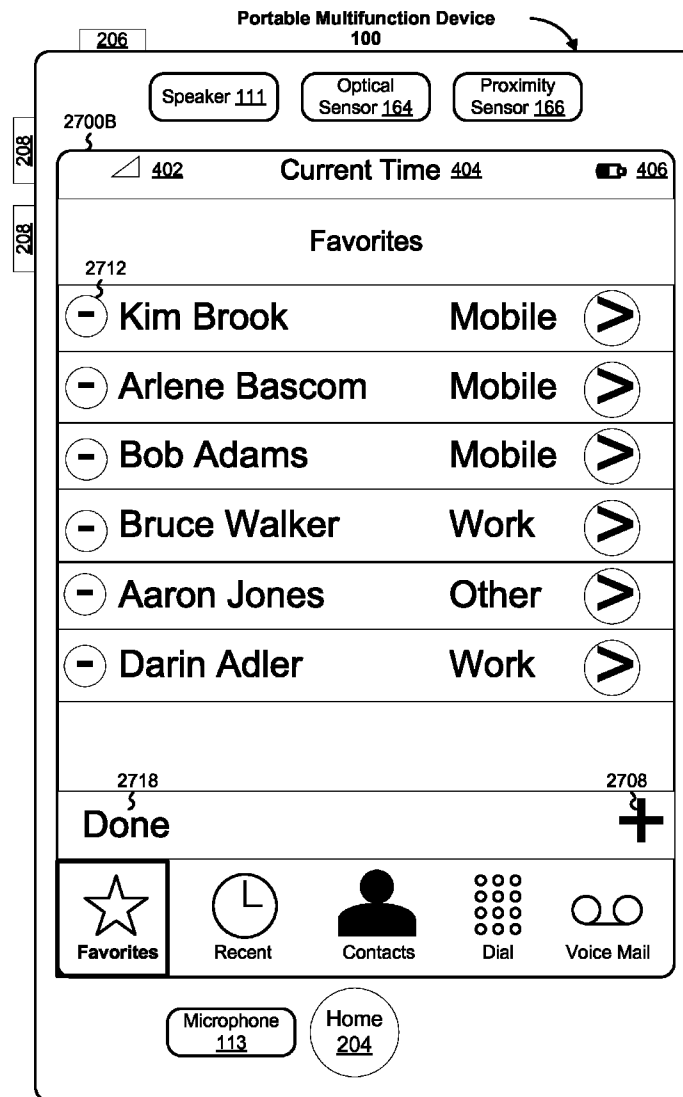 Portable Multifunction Device
100
206
Speaker 111
Optical
Sensor 164
Proximity
Sensor 166
208
208
2700B
402 Current Time 404 406
Favorites
2712
- Kim Brook Mobile >
- Arlene Bascom Mobile >
- Bob Adams Mobile >
- Bruce Walker Work >
- Aaron Jones Other >
- Darin Adler Work >
2718 2708
Done +
Favorites Recent Contacts Dial Voice Mail
Microphone
113
Home
204